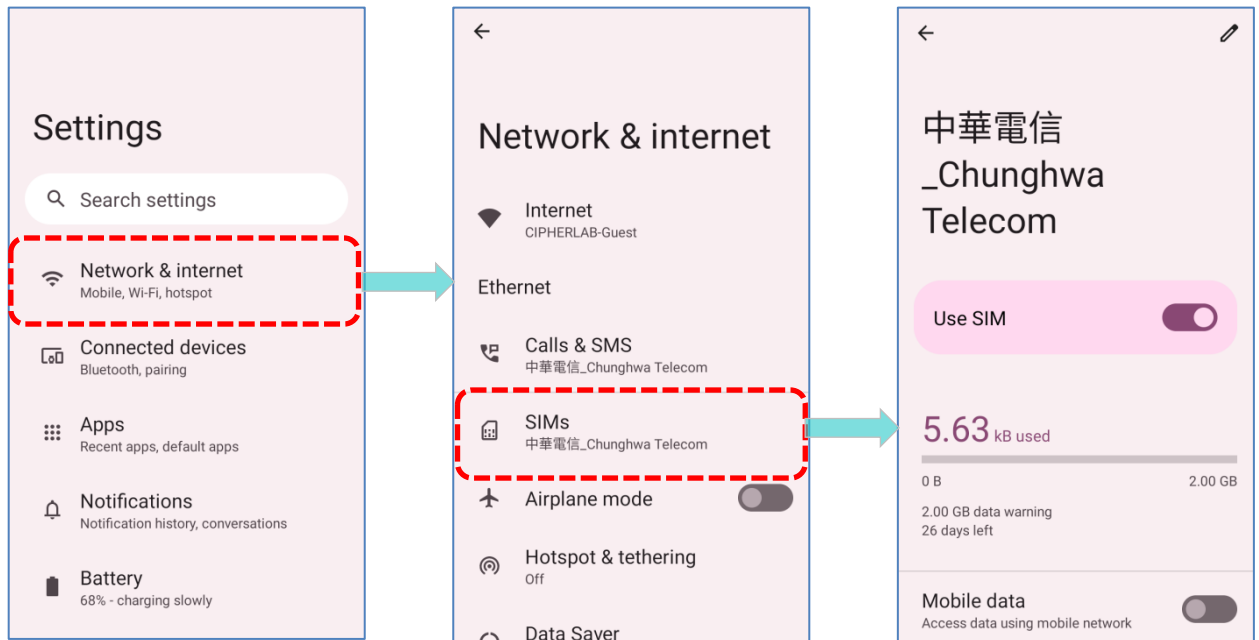 Settings
Search settings
Network & internet
Mobile, Wi-Fi, hotspot
Connected devices
Bluetooth, pairing
Apps
Recent apps, default apps
Notifications
Notification history, conversations
Battery
68% - charging slowly
Network & internet
Internet
CIPHERLAB-Guest
Ethernet
Calls & SMS
中華電信_Chunghwa Telecom
SIMs
中華電信_Chunghwa Telecom
Airplane mode
Hotspot & tethering
Off
Data Saver
中華電信
_Chunghwa
Telecom
Use SIM
5.63 kB used
0 B 2.00 GB
2.00 GB data warning
26 days left
Mobile data
Access data using mobile network